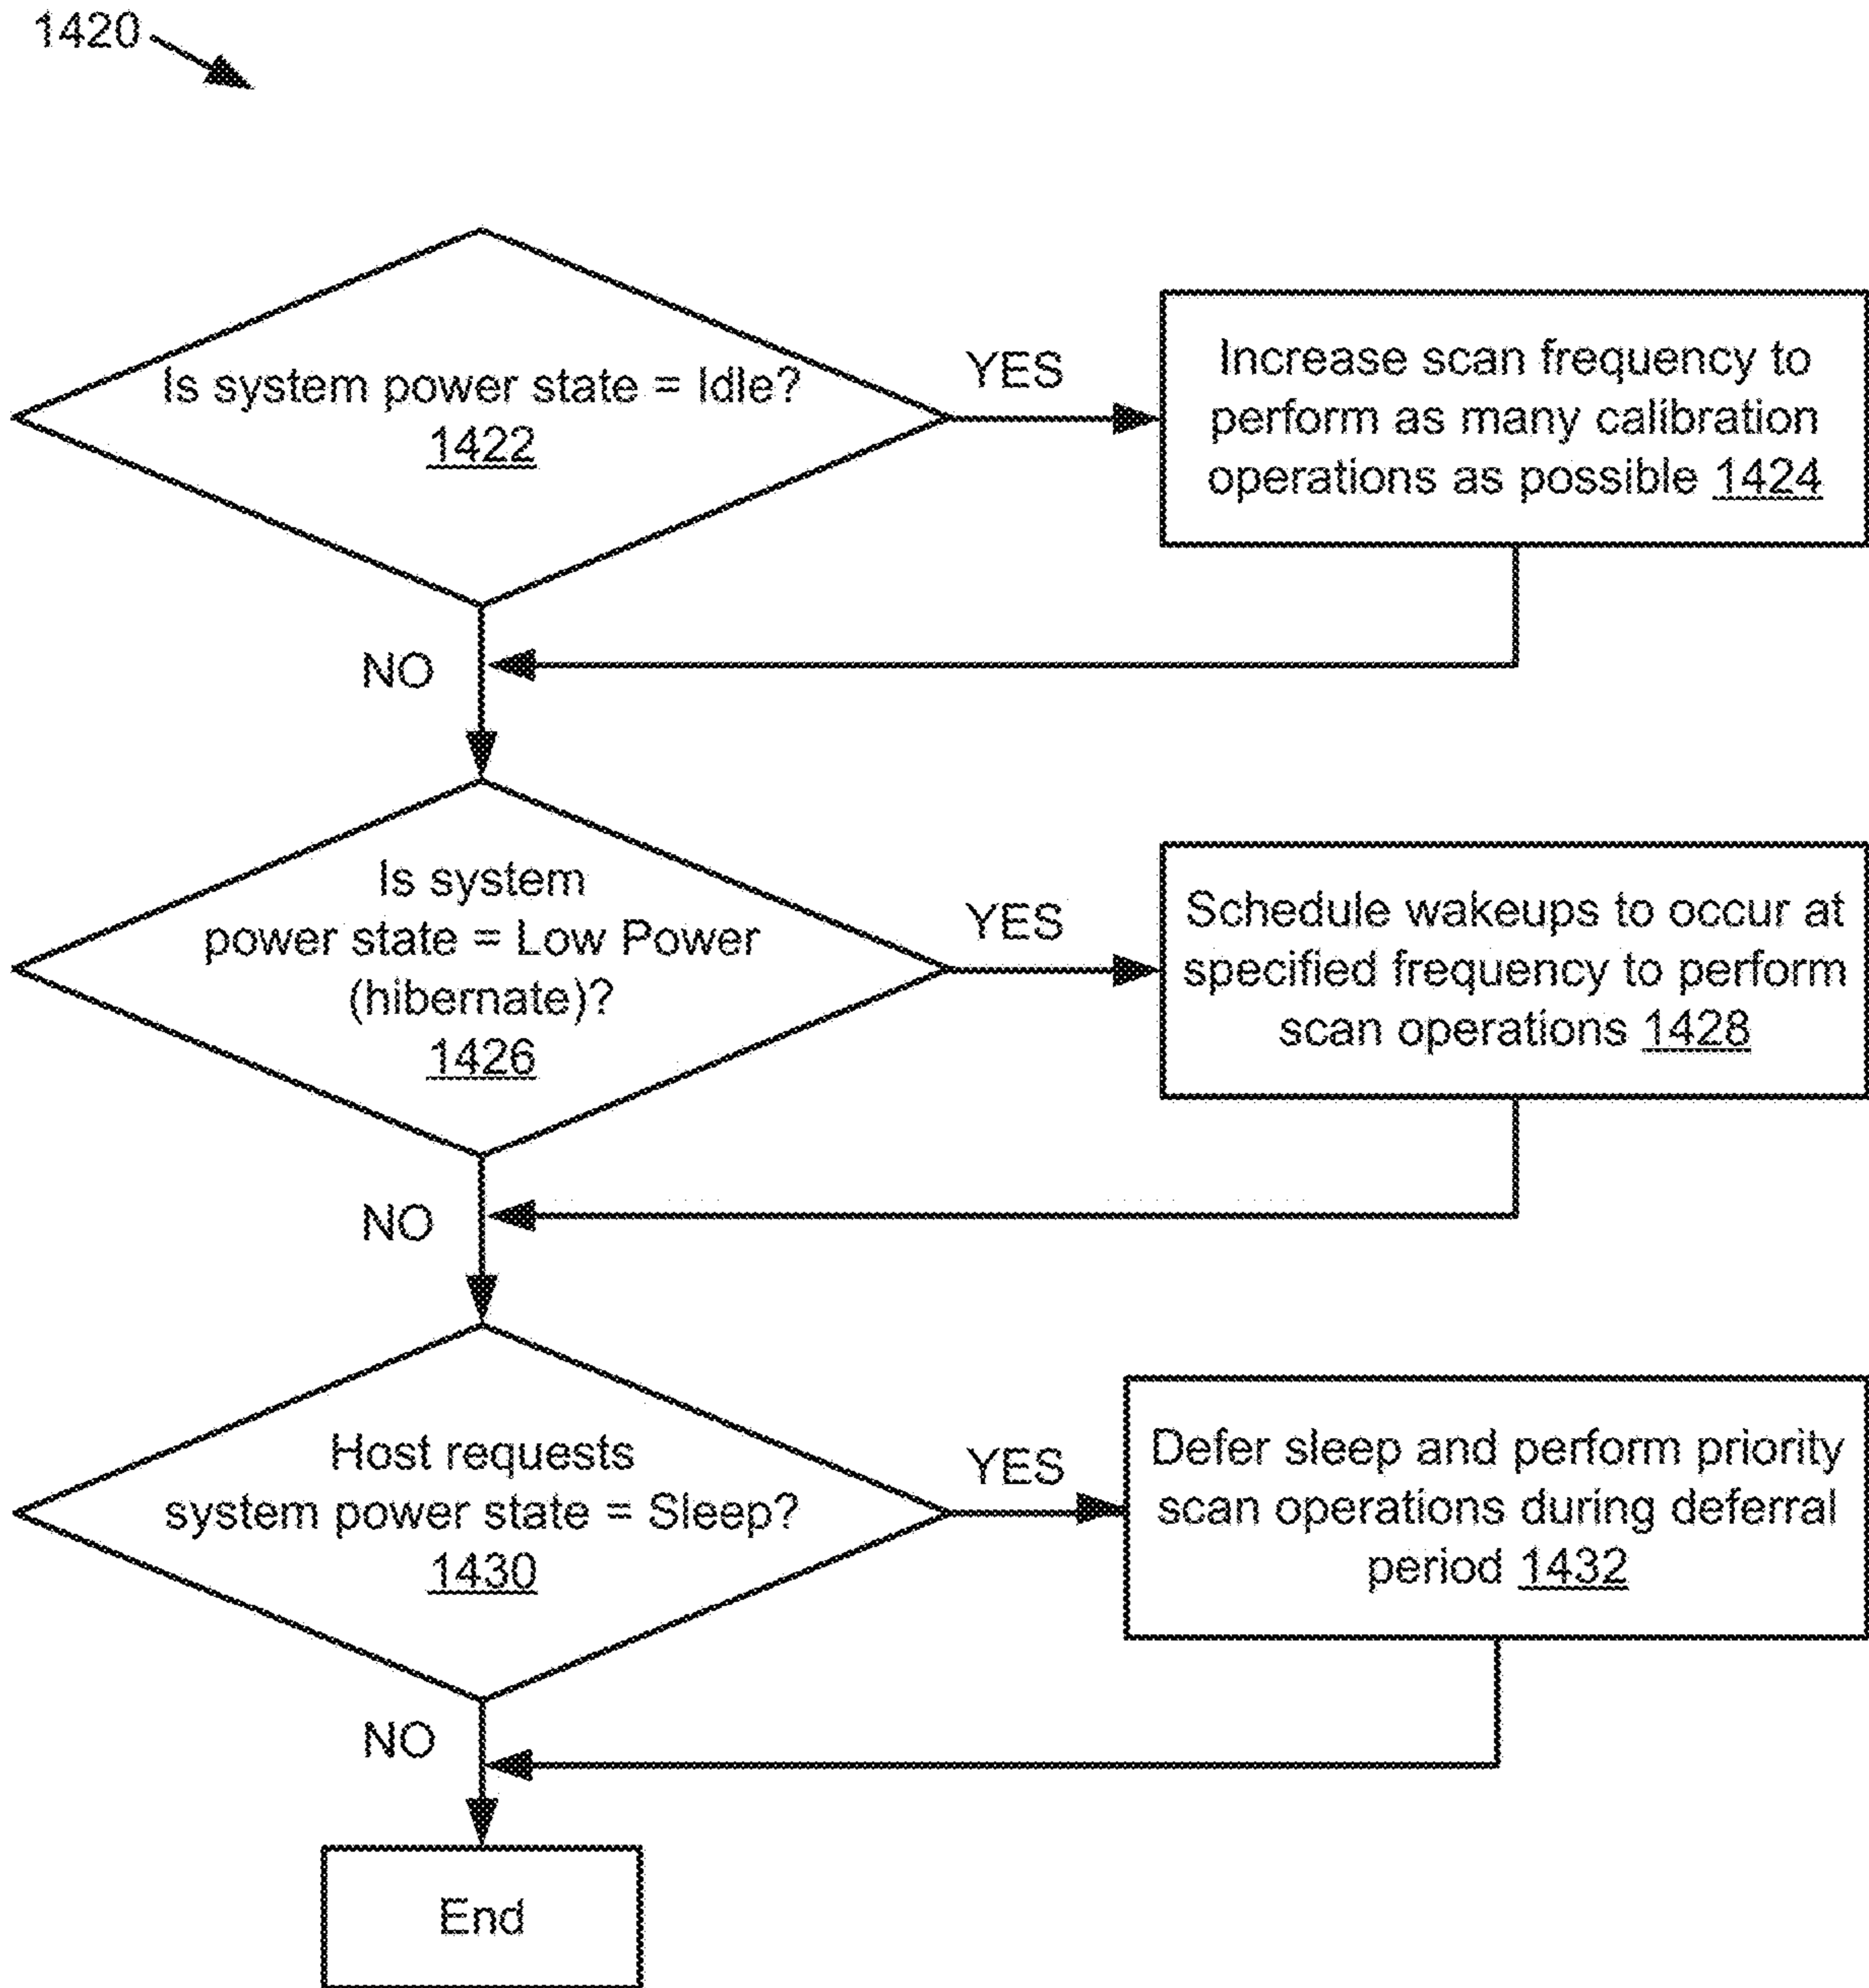 1420
Is system power state = Idle?
1422
YES
Increase scan frequency to
perform as many calibration
operations as possible 1424
NO
Is system
power state = Low Power
(hibernate)?
1426
YES
Schedule wakeups to occur at
specified frequency to perform
scan operations 1428
NO
Host requests
system power state = Sleep?
1430
YES
Defer sleep and perform priority
scan operations during deferral
period 1432
NO
End